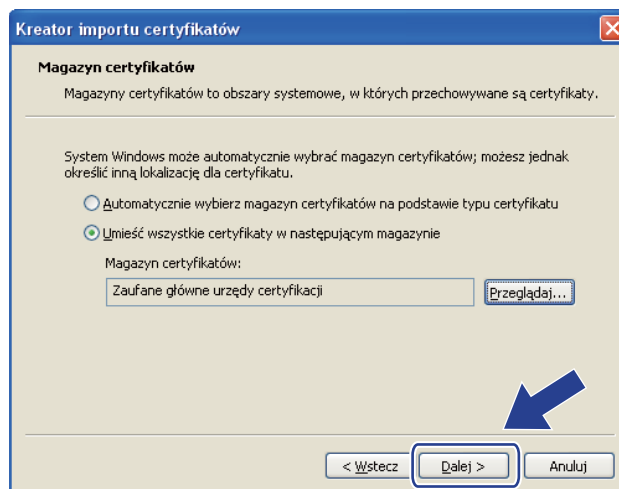 Kreator importu certyfikatów
Magazyn certyfikatów
Magazyny certyfikatów to obszary systemowe, w których przechowywane są certyfikaty.
System Windows może automatycznie wybrać magazyn certyfikatów; możesz jednak
określić inną lokalizację dla certyfikatu.
Automatycznie wybierz magazyn certyfikatów na podstawie typu certyfikatu
Umieść wszystkie certyfikaty w następującym magazynie
Magazyn certyfikatów:
Zaufane główne urzędy certyfikacji
Przeglądaj...
< Wstecz
Dalej >
Anuluj